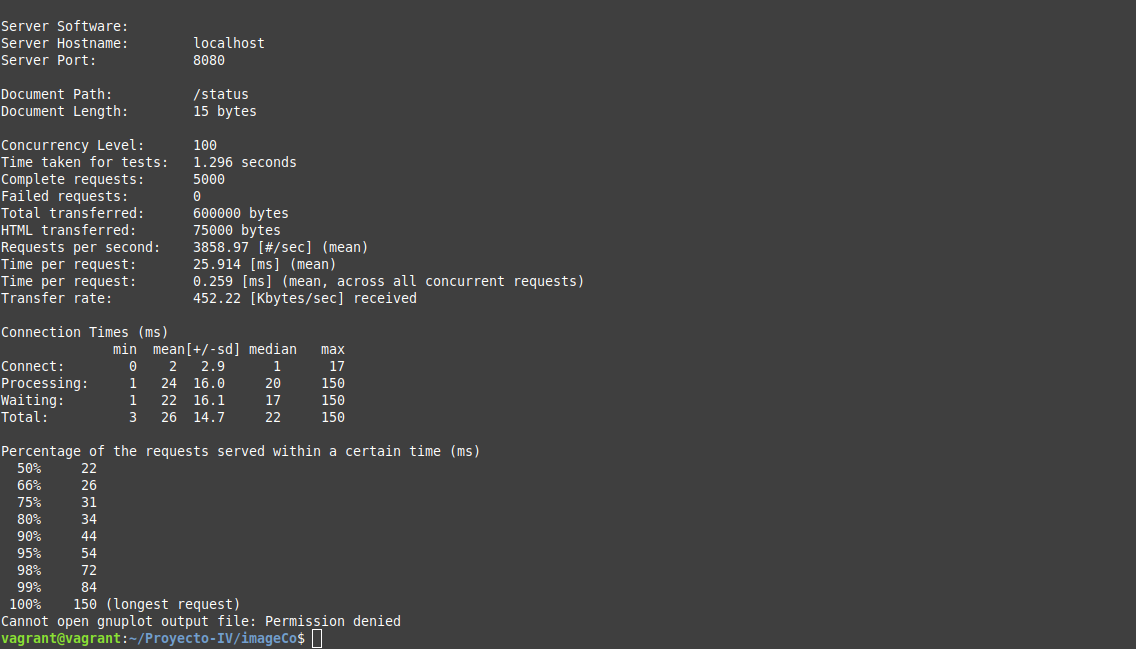 Server Software:
Server Hostname:        localhost
Server Port:            8080
Document Path:          /status
Document Length:        15 bytes
Concurrency Level:      100
Time taken for tests:   1.296 seconds
Complete requests:      5000
Failed requests:        0
Total transferred:      600000 bytes
HTML transferred:       75000 bytes
Requests per second:    3858.97 [#/sec] (mean)
Time per request:       25.914 [ms] (mean)
Time per request:       0.259 [ms] (mean, across all concurrent requests)
Transfer rate:          452.22 [Kbytes/sec] received
Connection Times (ms)
              min  mean[+/-sd] median   max
Connect:        0    2   2.9      1      17
Processing:     1   24  16.0     20     150
Waiting:        1   22  16.1     17     150
Total:          3   26  14.7     22     150
Percentage of the requests served within a certain time (ms)
  50%     22
  66%     26
  75%     31
  80%     34
  90%     44
  95%     54
  98%     72
  99%     84
 100%    150 (longest request)
Cannot open gnuplot output file: Permission denied
vagrant@vagrant:~/Proyecto-IV/imageCo$